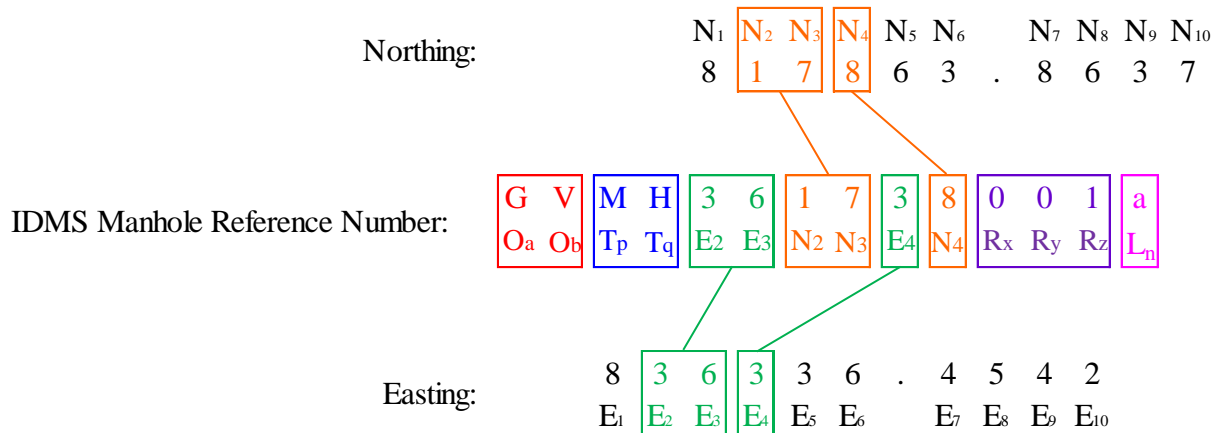 N1 N2 N3 N4 N5 N6 N7 N8 N9 N10
Northing:
8 1 7 8 6 3 . 8 6 3 7
G V M H 3 6 1 7 3 8 0 0 1 a
IDMS Manhole Reference Number:
Oa Ob Tp Tq E2 E3 N2 N3 E4 N4 Rx Ry Rz Ln
8 3 6 3 3 6 . 4 5 4 2
Easting:
E1 E2 E3 E4 E5 E6 E7 E8 E9 E10